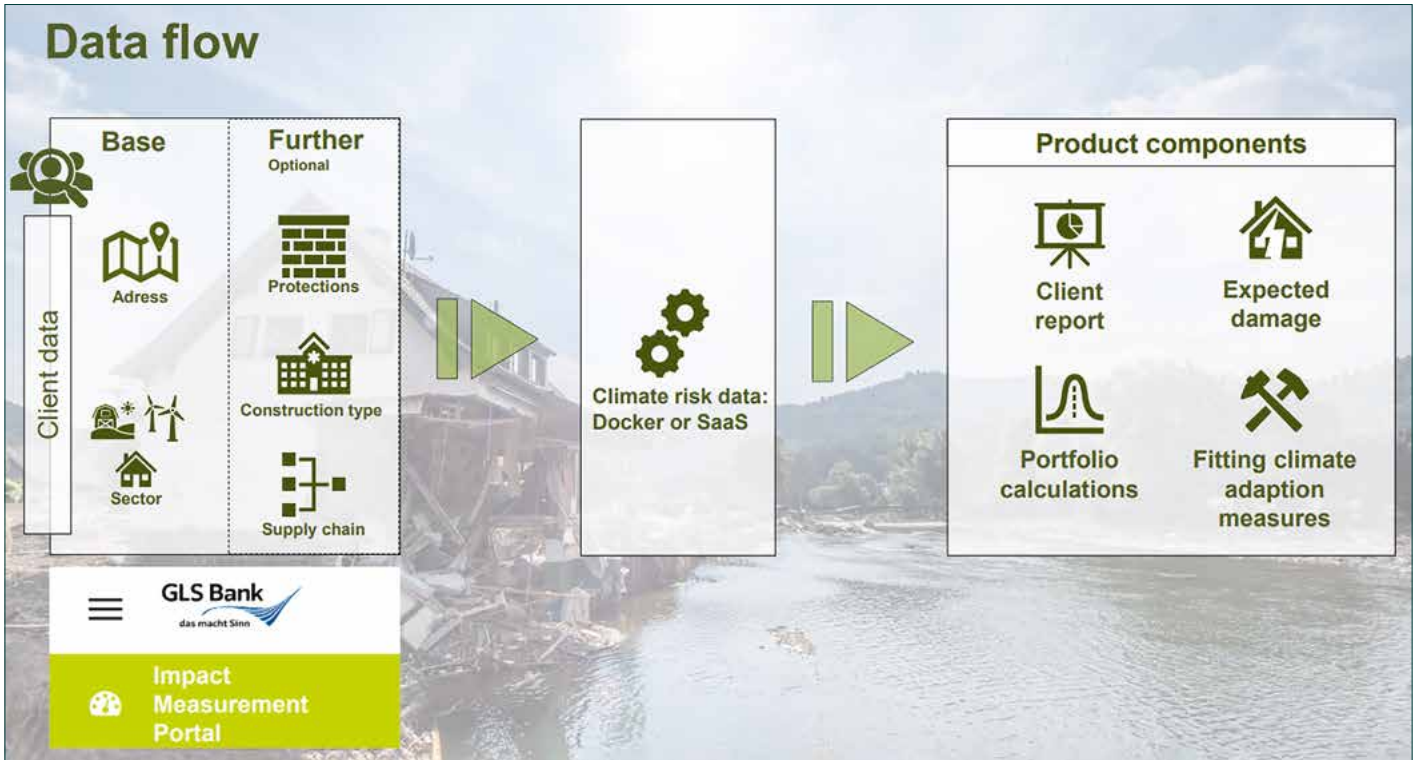 Data flow
Client data
Base
Adress
Sector
Further
Optional
Protections
Construction type
Supply chain
GLS Bank
das macht Sinn
Impact
Measurement
Portal
Climate risk data:
Docker or SaaS
Product components
Client
report
Expected
damage
Portfolio
calculations
Fitting climate
adaption
measures